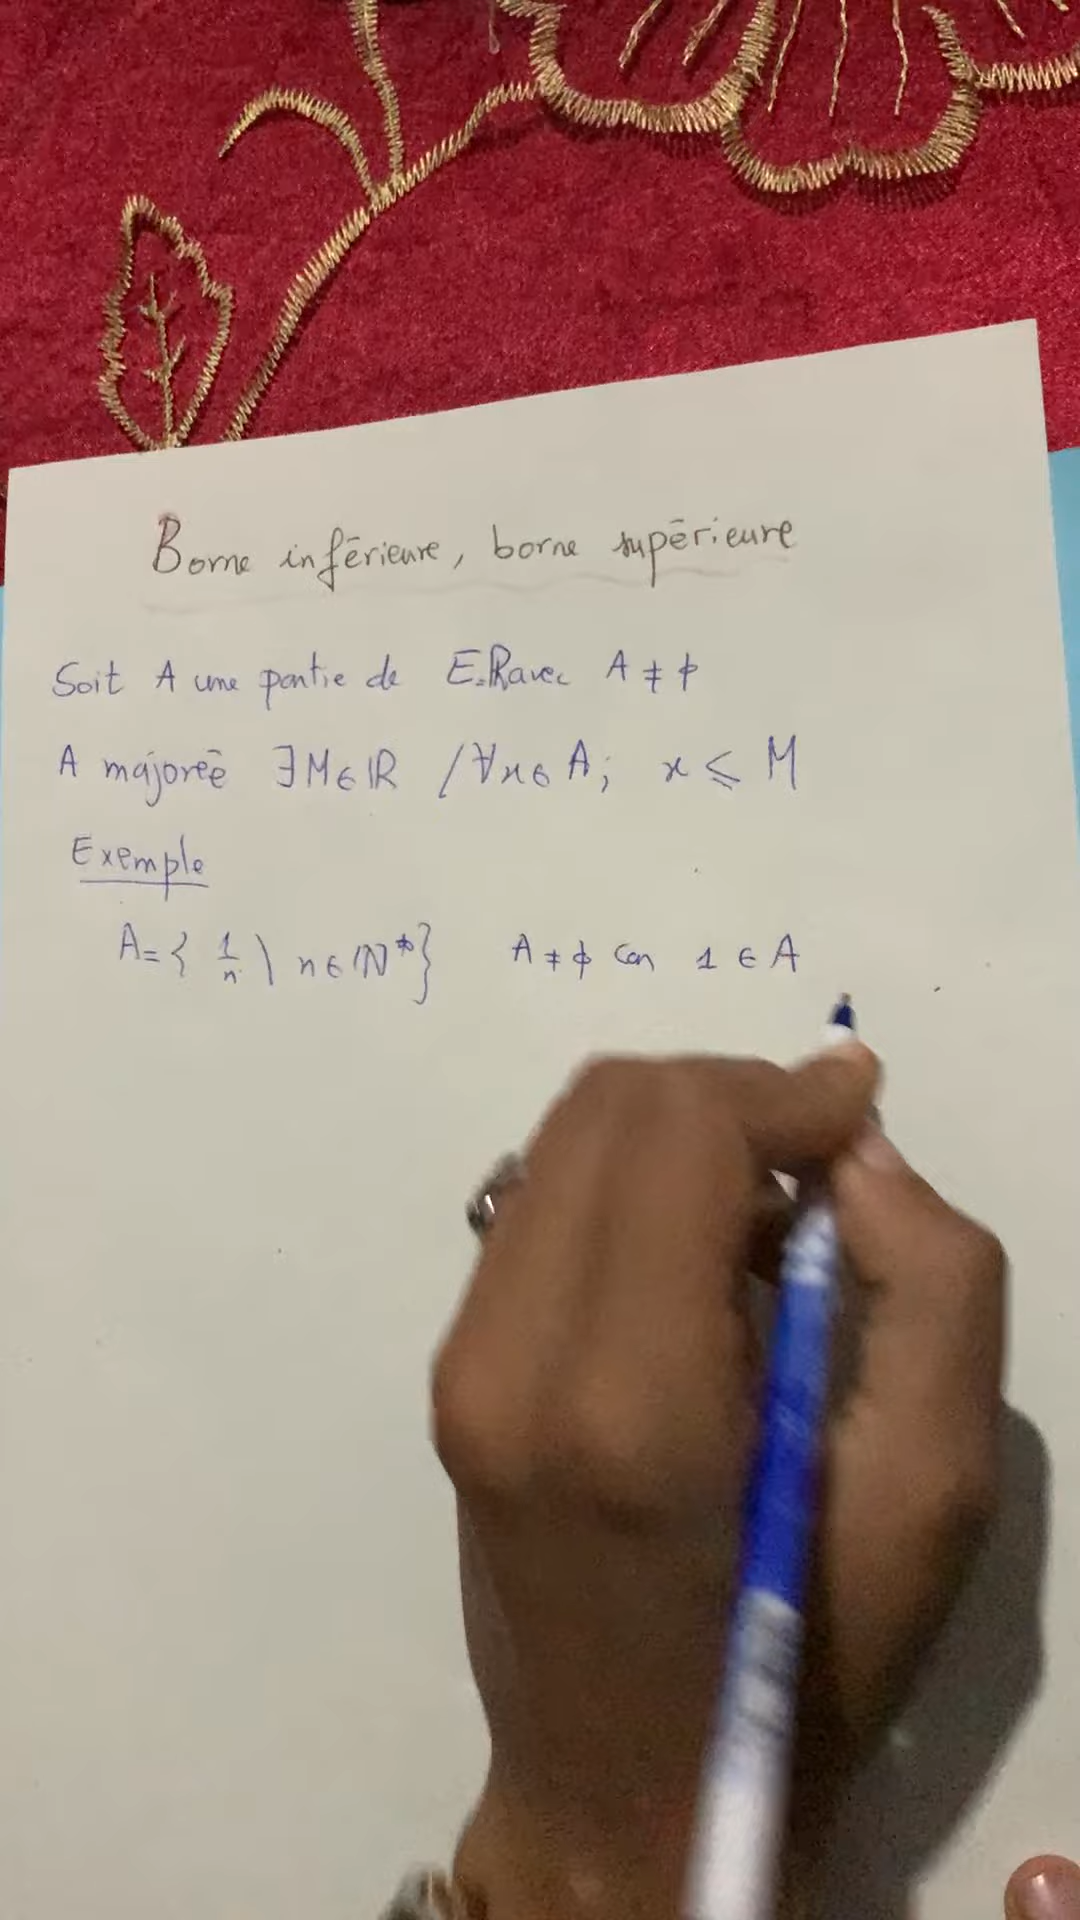 Borne inférieure, borne supérieure
Soit A une partie de E=ℝ avec A ≠ ϕ
A majorée ∃M∈ℝ /∀x∈A; x ⩽ M
Exemple
A={ 1/n \ n∈ℕ*} A ≠ ϕ car 1 ∈ A